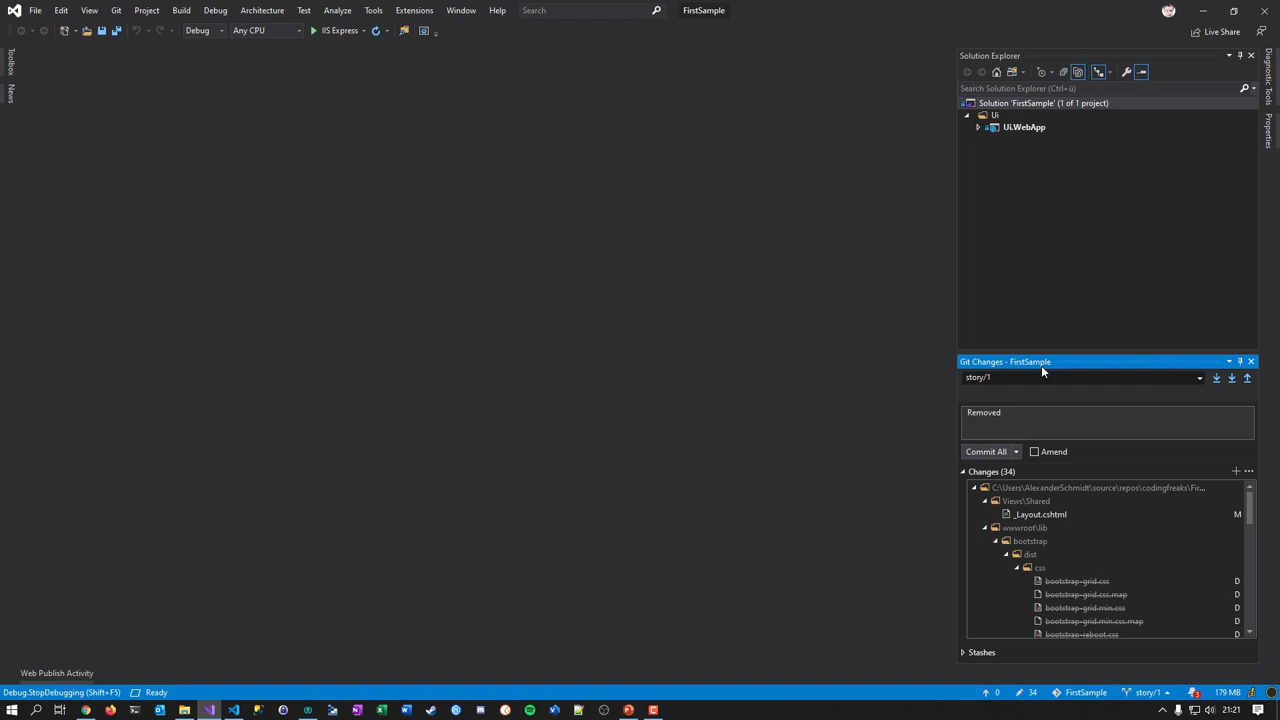 File Edit View Git Project Build Debug Architecture Test Analyze Tools Extensions Window Help Search FirstSample
Debug Any CPU IIS Express Live Share
Toolbox
News
Solution Explorer
Search Solution Explorer (Ctrl+ü)
Solution 'FirstSample' (1 of 1 project)
Ui
Ui.WebApp
Diagnostic Tools
Properties
Git Changes - FirstSample
story/1
Removed
Commit All Amend
Changes (34)
C:\Users\AlexanderSchmidt\source\repos\codingfreaks\Fir...
Views\Shared
_Layout.cshtml M
wwwroot\lib
bootstrap
dist
css
bootstrap-grid.css D
bootstrap-grid.css.map D
bootstrap-grid.min.css D
bootstrap-grid.min.css.map D
bootstrap-reboot.css D
Stashes
Web Publish Activity
Debug.StopDebugging (Shift+F5) Ready 0 34 FirstSample story/1 179 MB
21:21